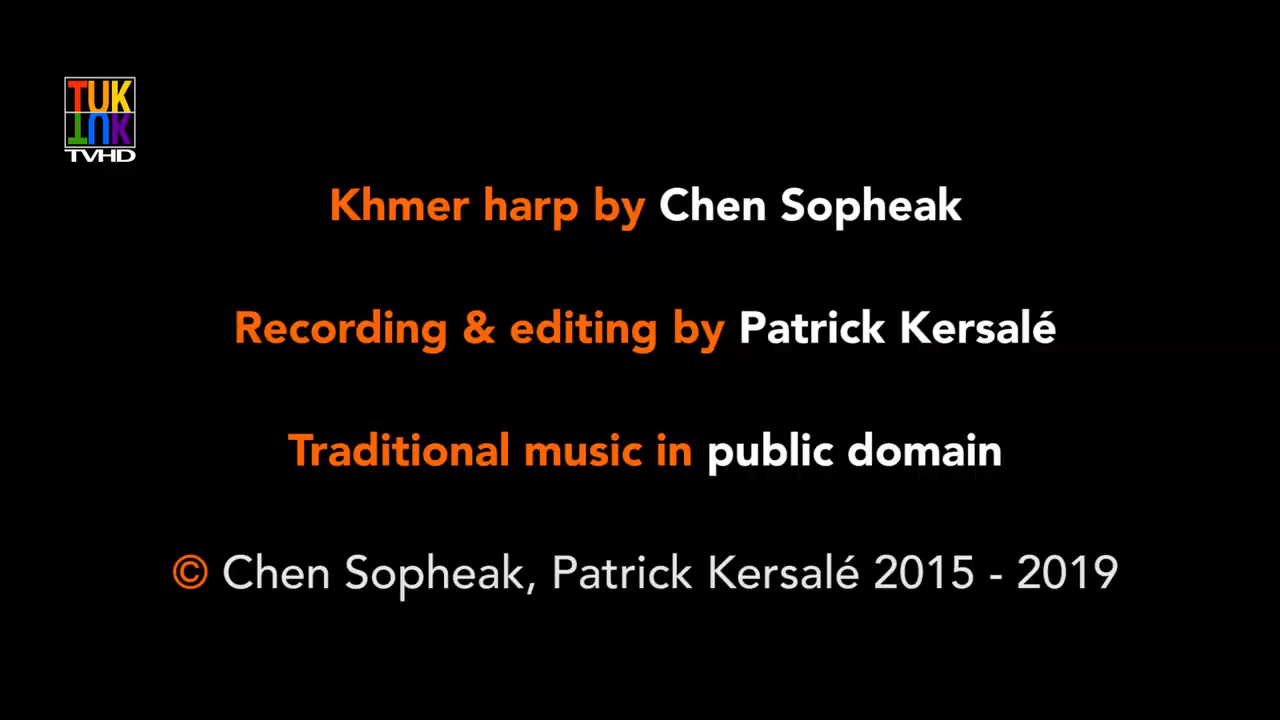 TUK
TUK
TVHD
Khmer harp by Chen Sopheak
Recording & editing by Patrick Kersalé
Traditional music in public domain
© Chen Sopheak, Patrick Kersalé 2015 - 2019